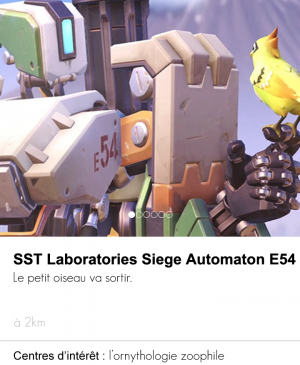 E54
SST Laboratories Siege Automaton E54
Le petit oiseau va sortir.
à 2km
Centres d'intérêt : l'ornythologie zoophile